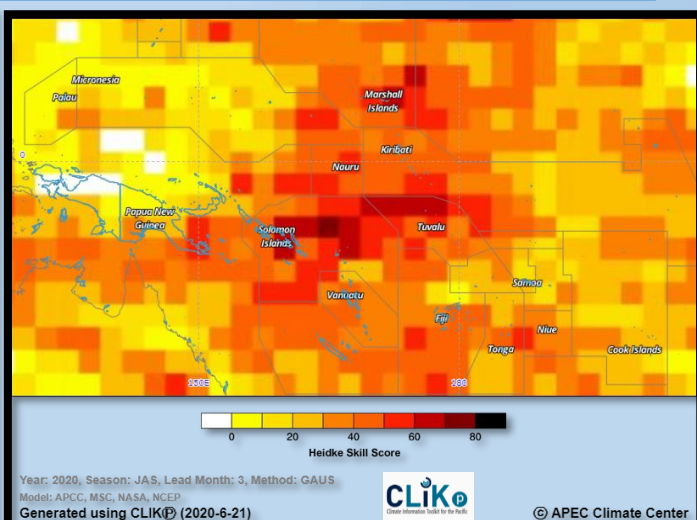 Micronesia
Palau
Marshall
Islands
Kiribati
0
Nauru
Papua New
Guinea
Solomon
Islands
Tuvalu
Vanuatu
Samoa
Fiji
Niue
Tonga
Cook Islands
150E
180
0 20 40 60 80
Heidke Skill Score
Year: 2020, Season: JAS, Lead Month: 3, Method: GAUS
Model: APCC, MSC, NASA, NCEP
Generated using CLIKⓅ (2020-6-21)
CLiKp
Climate Information Toolkit for the Pacific
© APEC Climate Center